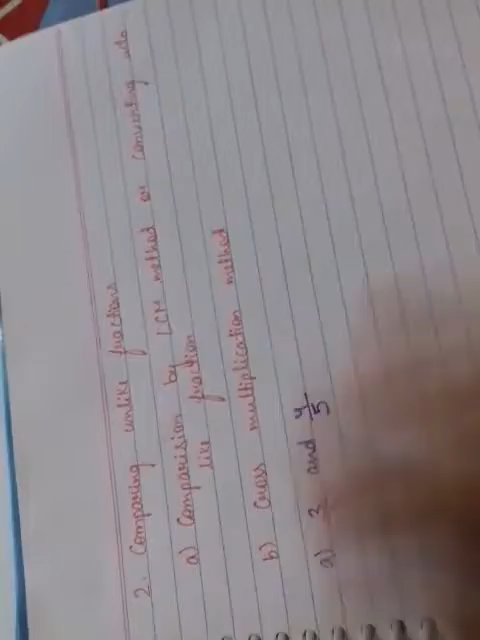 2. Comparing unlike fractions
a) Comparision by LCM method or converting into
like fraction
b) Cross multiplication method
a) 2/ and 4/5